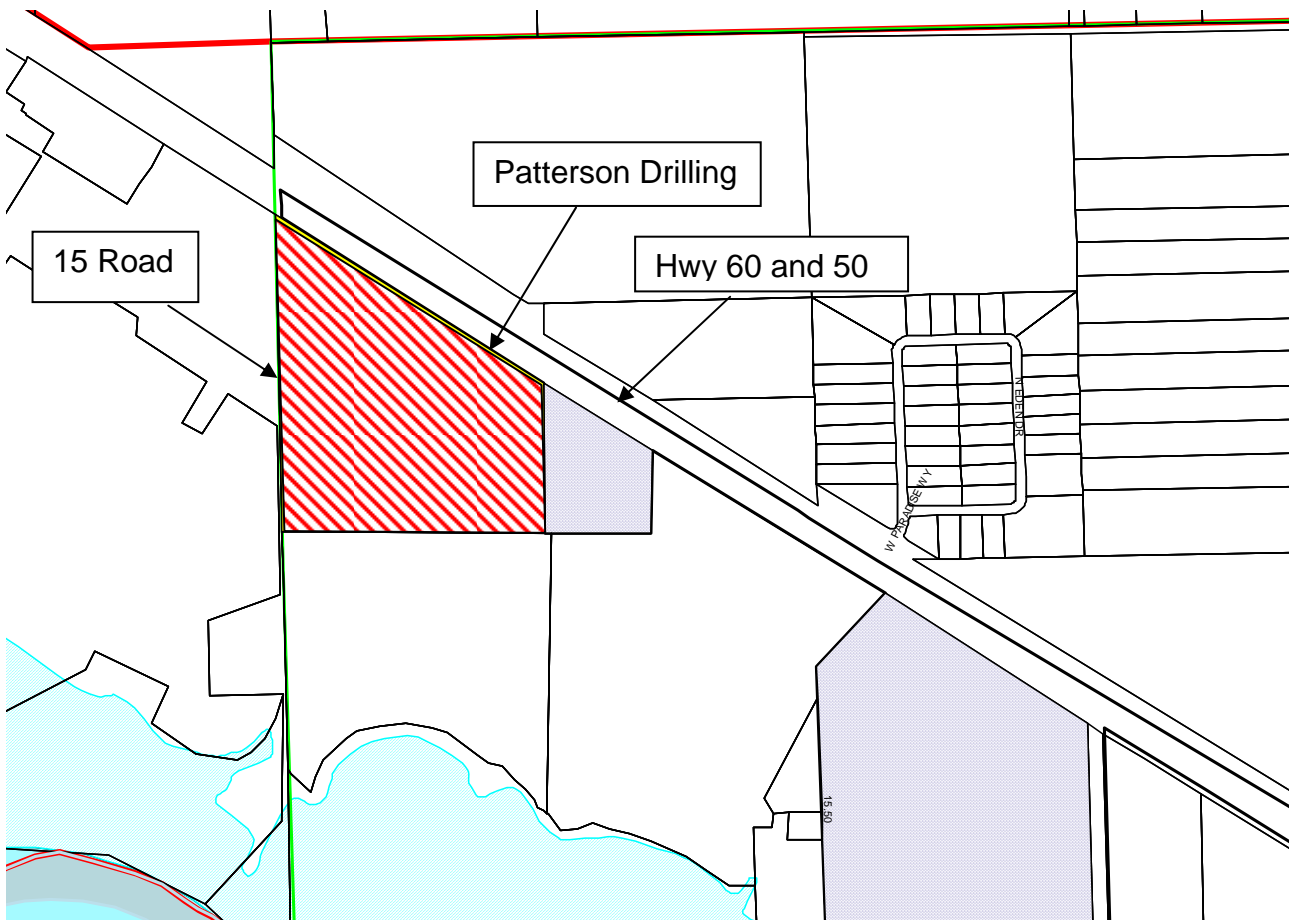 Patterson Drilling
15 Road
Hwy 60 and 50
N EDEN DR
W PARADISE WY
15.50